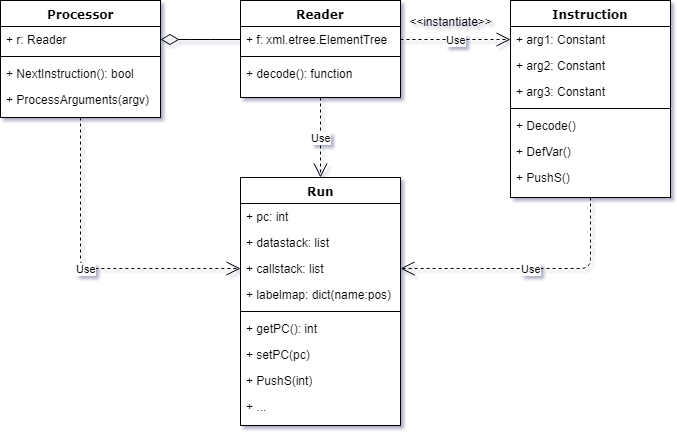 Processor
+ r: Reader
+ NextInstruction(): bool
+ ProcessArguments(argv)
Reader
+ f: xml.etree.ElementTree
+ decode(): function
<<instantiate>>
Use
Instruction
+ arg1: Constant
+ arg2: Constant
+ arg3: Constant
+ Decode()
+ DefVar()
+ PushS()
Use
Run
+ pc: int
+ datastack: list
+ callstack: list
+ labelmap: dict(name:pos)
+ getPC(): int
+ setPC(pc)
+ PushS(int)
+ ...
Use
Use